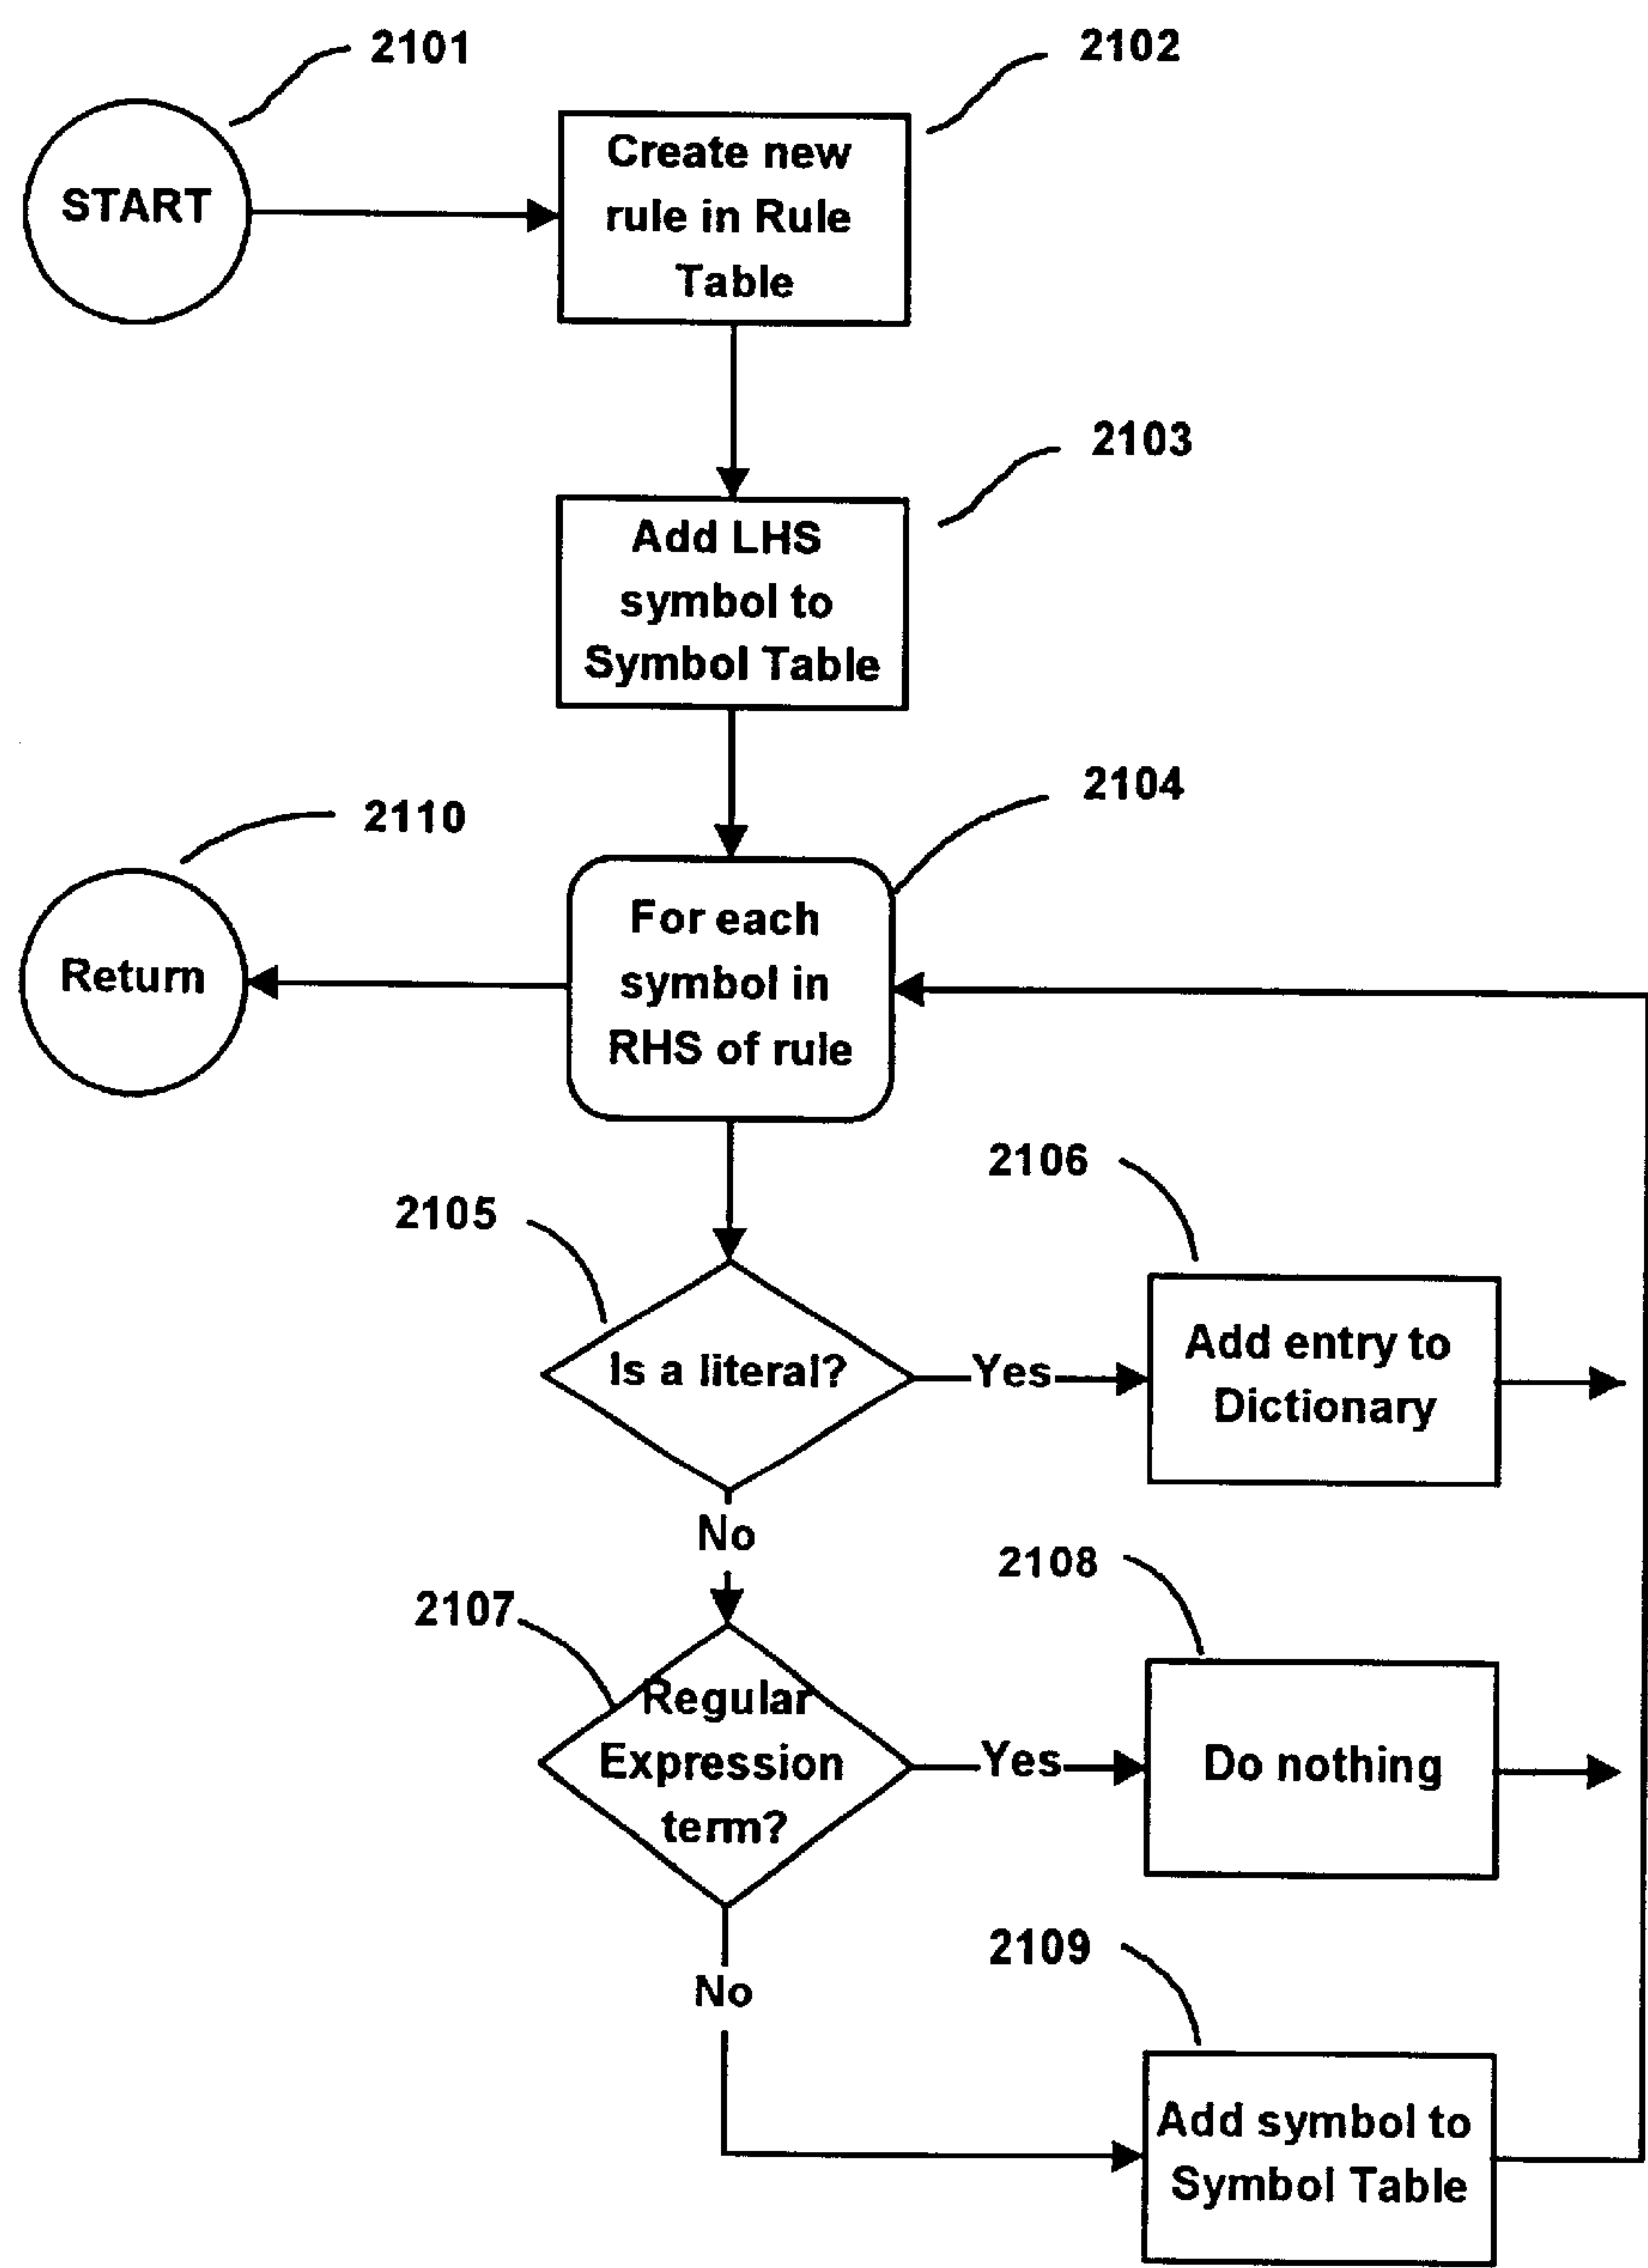 2101
START
2102
Create new
rule in Rule
Table
2103
Add LHS
symbol to
Symbol Table
2104
For each
symbol in
RHS of rule
2110
Return
2105
Is a literal?
Yes
2106
Add entry to
Dictionary
No
2107
Regular
Expression
term?
Yes
2108
Do nothing
No
2109
Add symbol to
Symbol Table